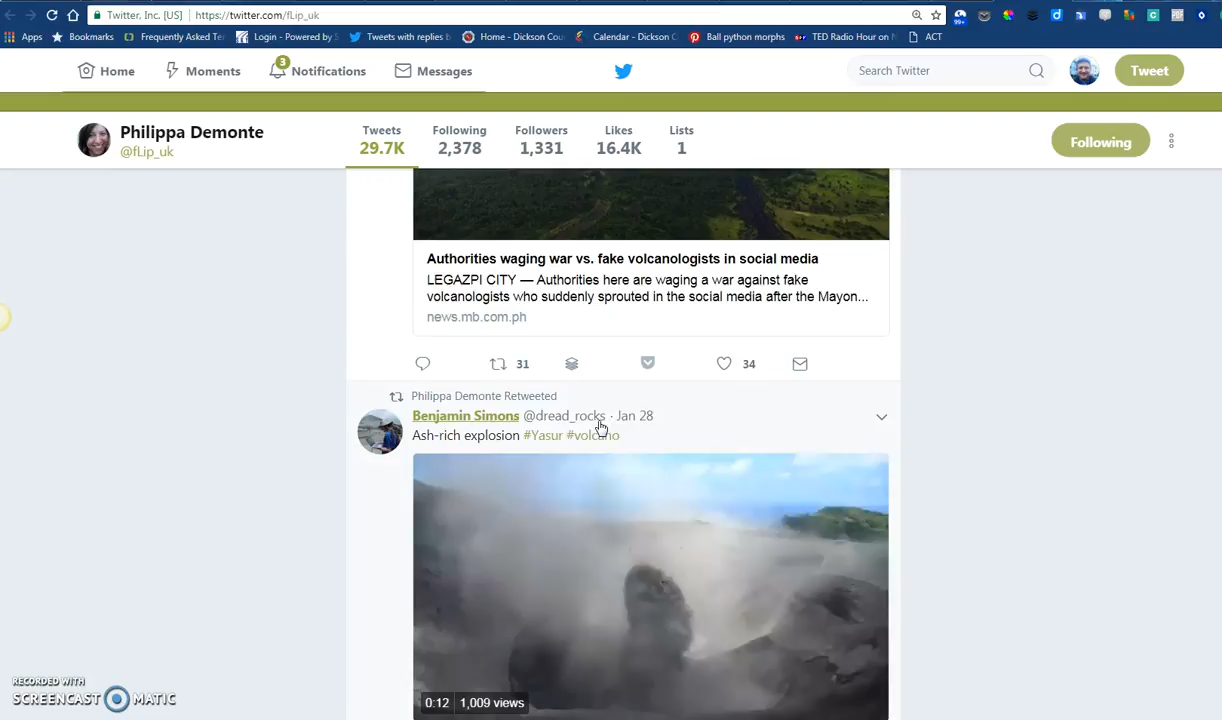 Twitter, Inc. [US] | https://twitter.com/fLip_uk
99+
Apps Bookmarks Frequently Asked Ter Login - Powered by S Tweets with replies b Home - Dickson Cou Calendar - Dickson C Ball python morphs TED Radio Hour on N ACT
Home Moments 3 Notifications Messages Search Twitter Tweet
Philippa Demonte
@fLip_uk
Tweets Following Followers Likes Lists
29.7K 2,378 1,331 16.4K 1
Following
Authorities waging war vs. fake volcanologists in social media
LEGAZPI CITY — Authorities here are waging a war against fake
volcanologists who suddenly sprouted in the social media after the Mayon...
news.mb.com.ph
31 34
Philippa Demonte Retweeted
Benjamin Simons @dread_rocks · Jan 28
Ash-rich explosion #Yasur #volcano
0:12 1,009 views
RECORDED WITH
SCREENCAST MATIC